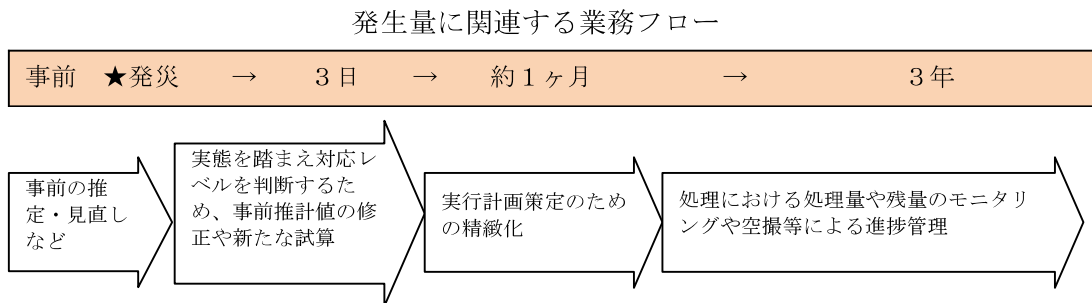 発生量に関連する業務フロー
事前 ★発災 → 3日 → 約1ヶ月 → 3年
事前の推
定・見直し
など
実態を踏まえ対応レ
ベルを判断するた
め、事前推計値の修
正や新たな試算
実行計画策定のため
の精緻化
処理における処理量や残量のモニタリ
ングや空撮等による進捗管理